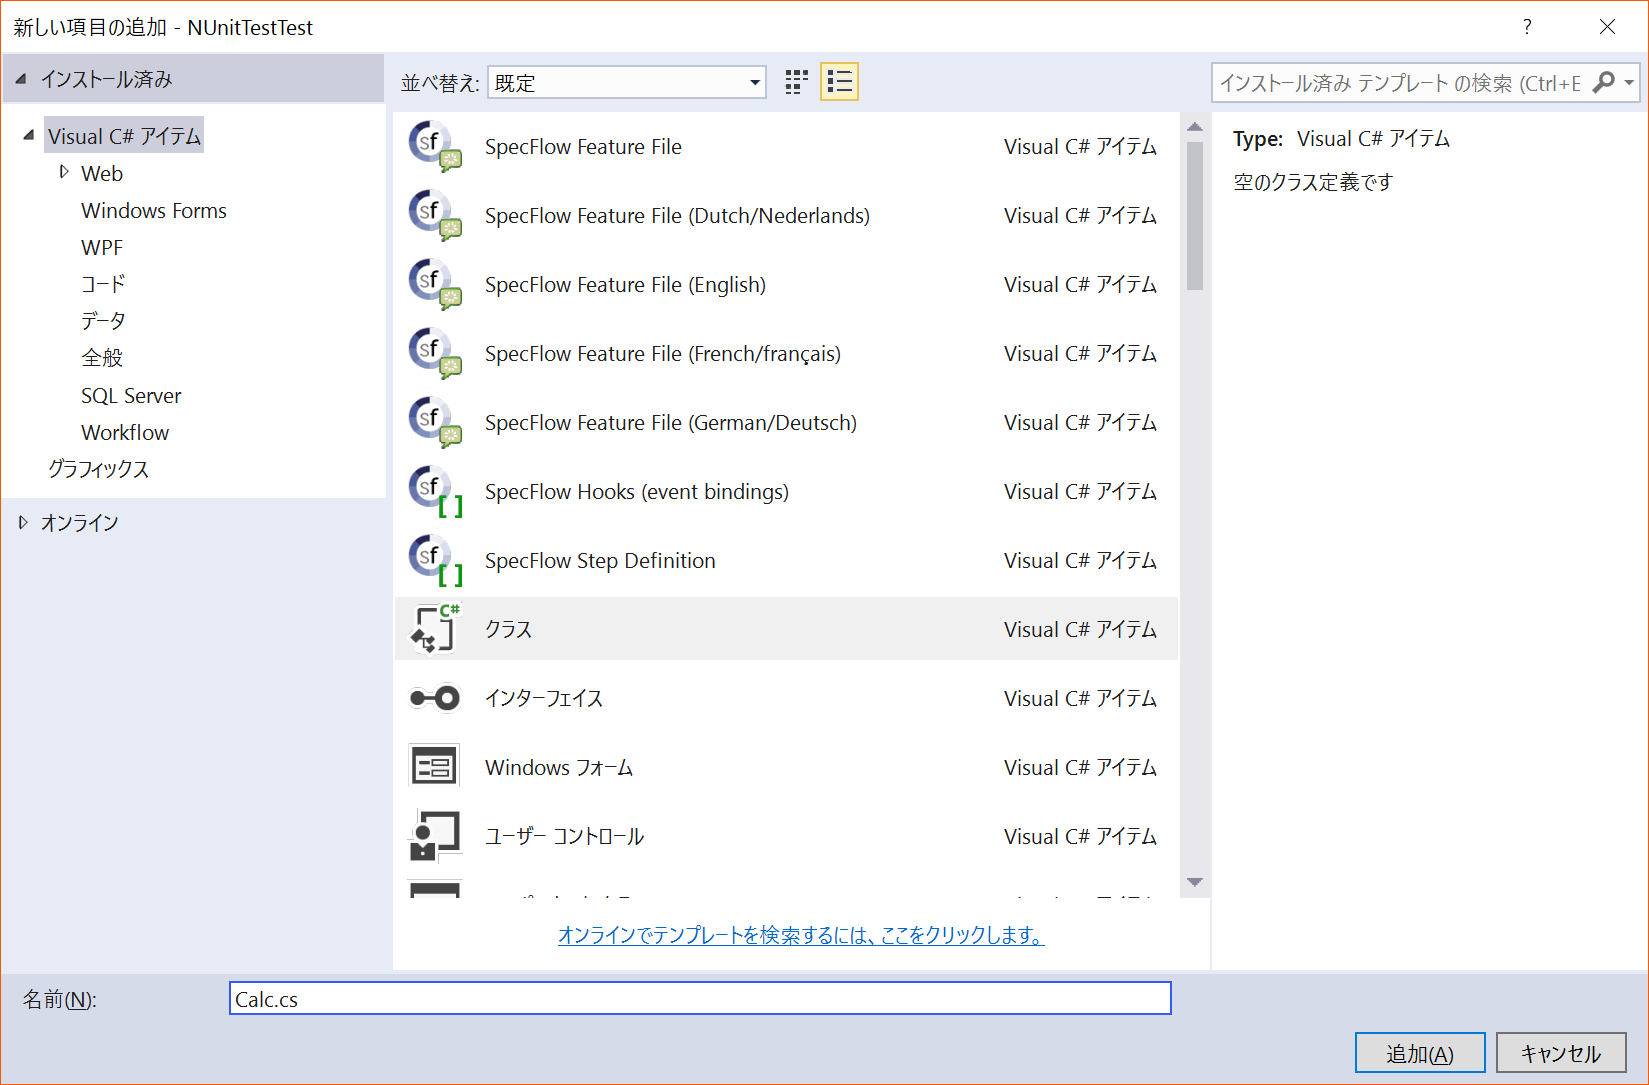 新しい項目の追加 - NUnitTestTest
?
インストール済み
並べ替え: 既定
インストール済み テンプレート の検索 (Ctrl+E
Visual C# アイテム
Web
Windows Forms
WPF
コード
データ
全般
SQL Server
Workflow
グラフィックス
オンライン
SpecFlow Feature File Visual C# アイテム
SpecFlow Feature File (Dutch/Nederlands) Visual C# アイテム
SpecFlow Feature File (English) Visual C# アイテム
SpecFlow Feature File (French/français) Visual C# アイテム
SpecFlow Feature File (German/Deutsch) Visual C# アイテム
SpecFlow Hooks (event bindings) Visual C# アイテム
SpecFlow Step Definition Visual C# アイテム
クラス Visual C# アイテム
インターフェイス Visual C# アイテム
Windows フォーム Visual C# アイテム
ユーザー コントロール Visual C# アイテム
オンラインでテンプレートを検索するには、ここをクリックします。
Type: Visual C# アイテム
空のクラス定義です
名前(N): Calc.cs
追加(A) キャンセル